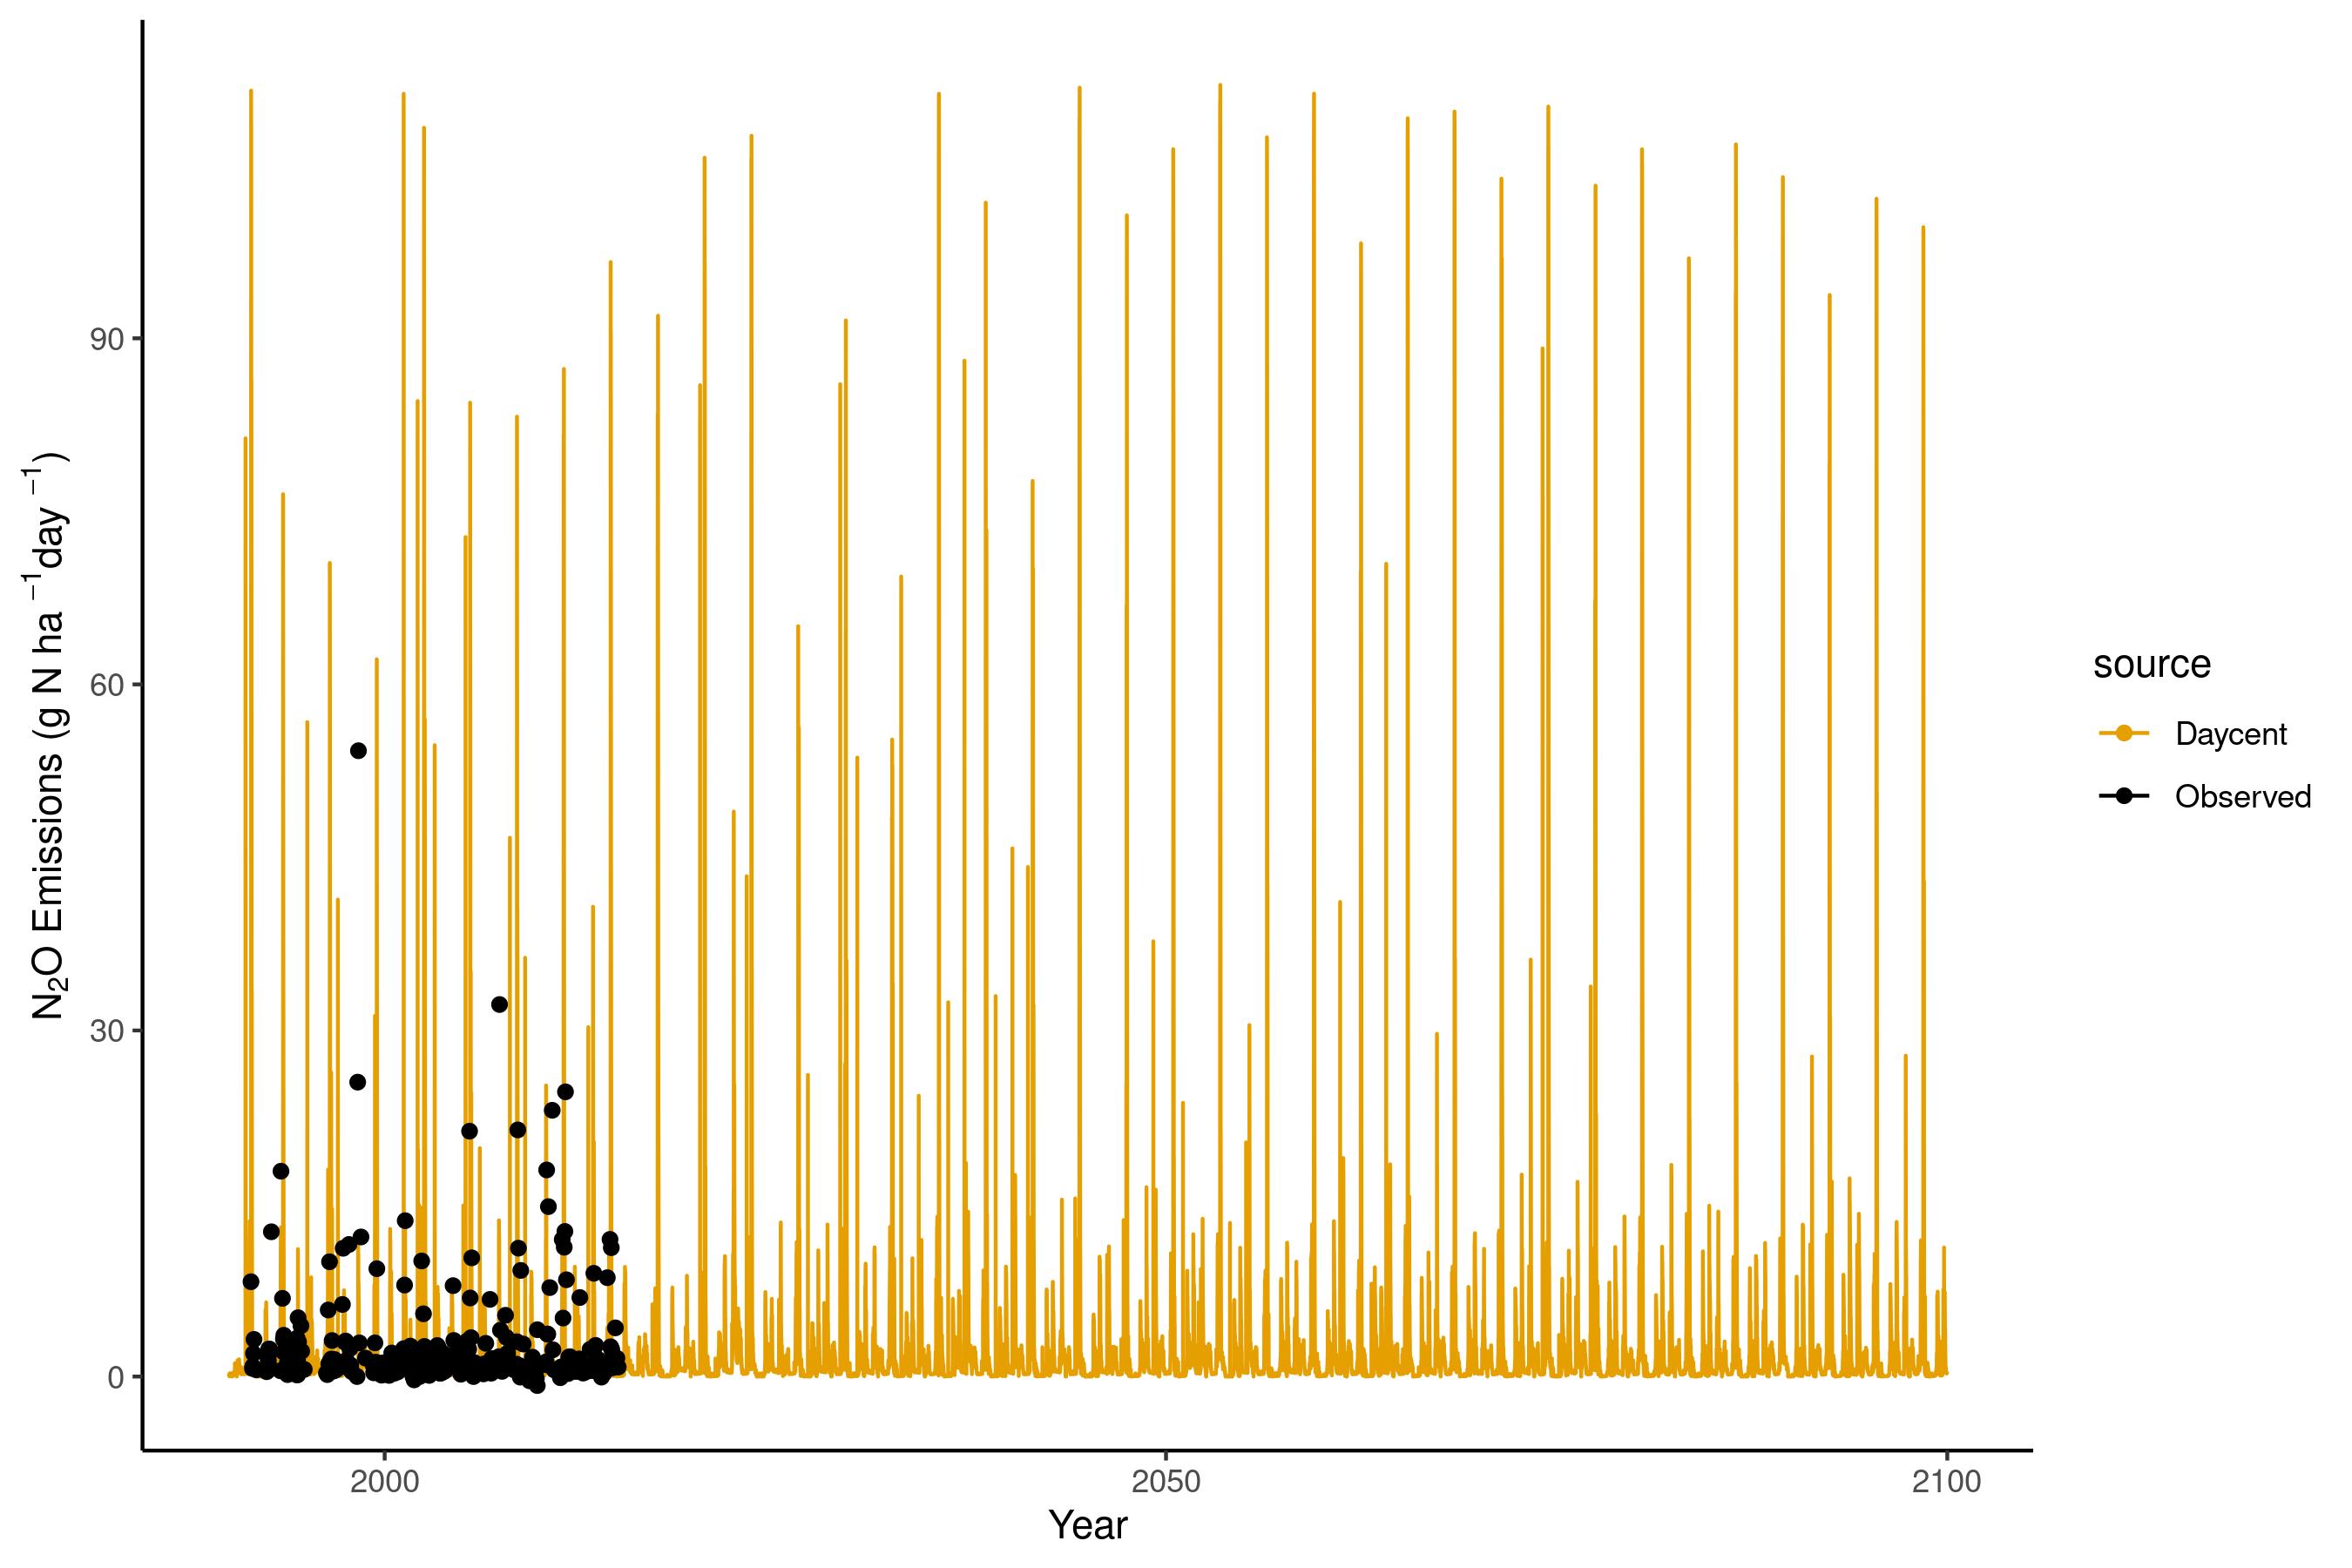 N₂O Emissions (g N ha ⁻¹day ⁻¹)
90
60
30
0
2000
2050
2100
Year
source
Daycent
Observed